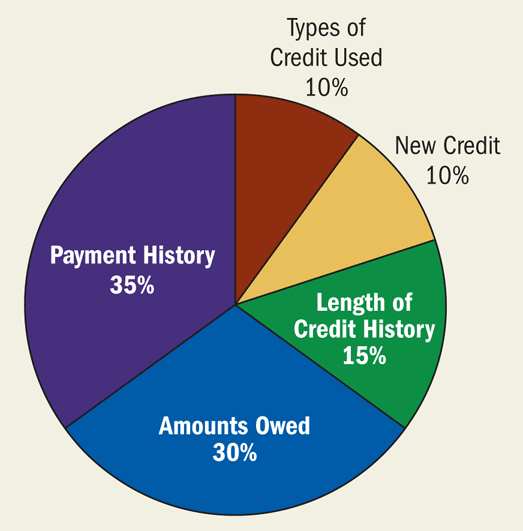 Types of
Credit Used
10%
New Credit
10%
Payment History
35%
Length of
Credit History
15%
Amounts Owed
30%